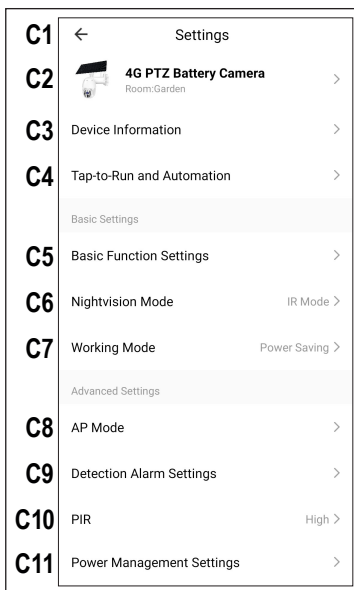 C1 ← Settings
C2 4G PTZ Battery Camera >
Room:Garden
C3 Device Information >
C4 Tap-to-Run and Automation >
Basic Settings
C5 Basic Function Settings >
C6 Nightvision Mode IR Mode >
C7 Working Mode Power Saving >
Advanced Settings
C8 AP Mode >
C9 Detection Alarm Settings >
C10 PIR High >
C11 Power Management Settings >